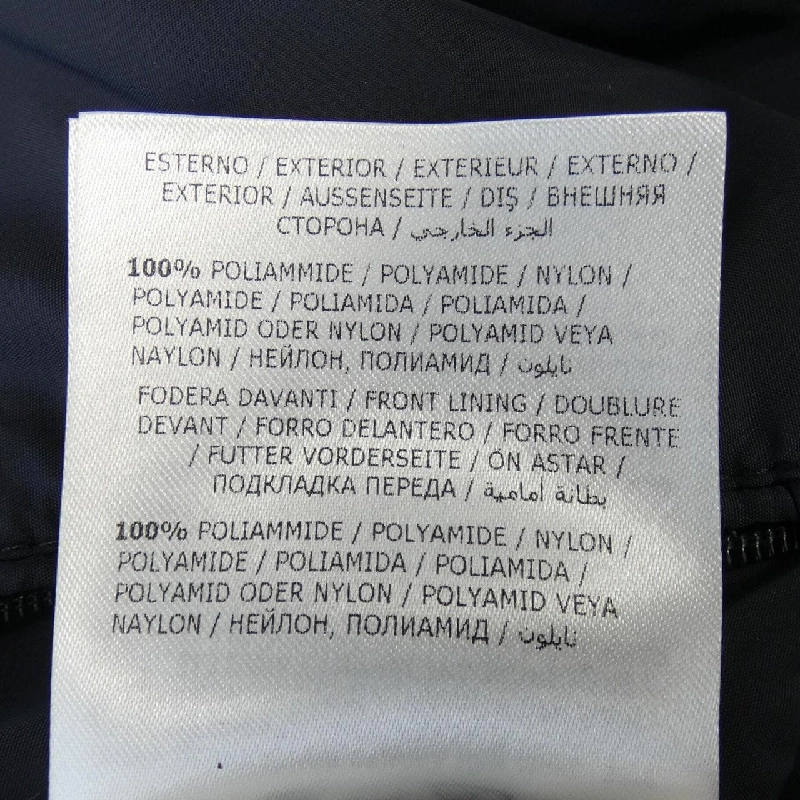 ESTERNO / EXTERIOR / EXTERIEUR / EXTERNO /
EXTERIOR / AUSSENSEITE / DIŞ / ВНЕШНЯЯ
СТОРОНА / الجزء الخارجي
100% POLIAMMIDE / POLYAMIDE / NYLON /
POLYAMIDE / POLIAMIDA / POLIAMIDA /
POLYAMID ODER NYLON / POLYAMID VEYA
NAYLON / НЕЙЛОН, ПОЛИАМИД / نايلون
FODERA DAVANTI / FRONT LINING / DOUBLURE
DEVANT / FORRO DELANTERO / FORRO FRENTE
/ FUTTER VORDERSEITE / ÖN ASTAR /
ПОДКЛАДКА ПЕРЕДА / بطانة أمامية
100% POLIAMMIDE / POLYAMIDE / NYLON /
POLYAMIDE / POLIAMIDA / POLIAMIDA /
POLYAMID ODER NYLON / POLYAMID VEYA
NAYLON / НЕЙЛОН, ПОЛИАМИД / نايلون